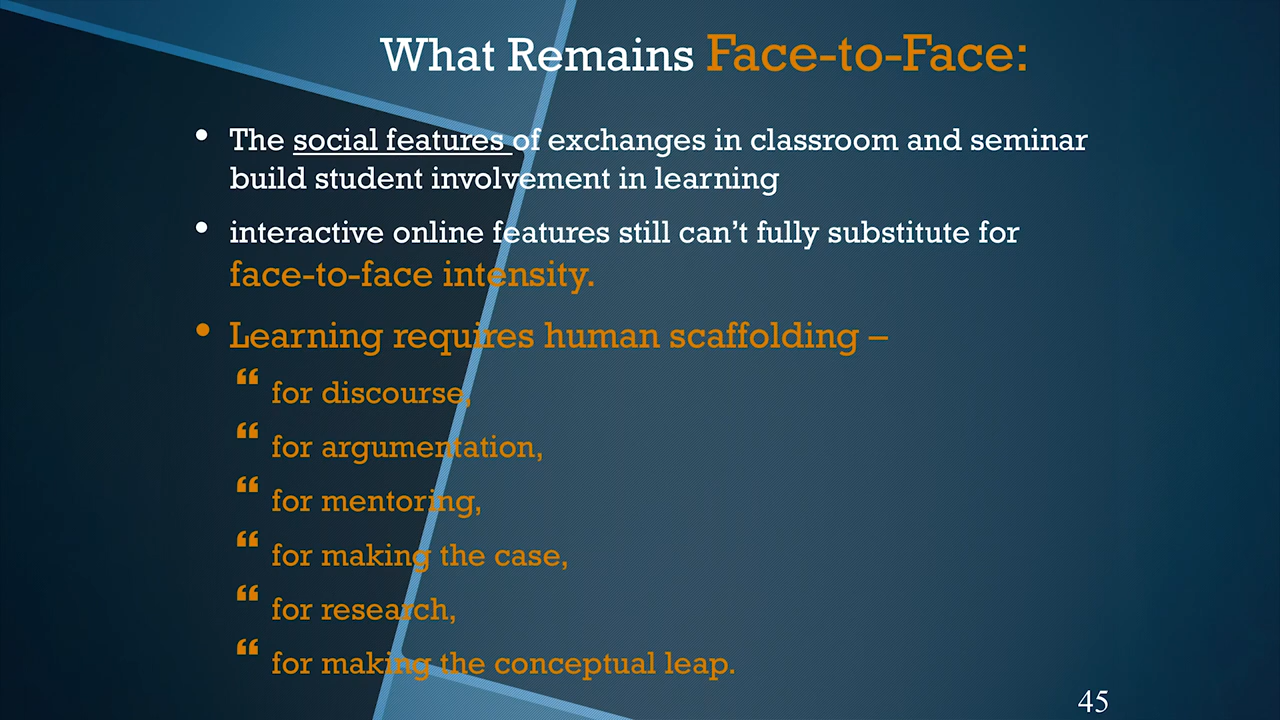 What Remains Face-to-Face:
• The social features of exchanges in classroom and seminar
build student involvement in learning
• interactive online features still can’t fully substitute for
face-to-face intensity.
• Learning requires human scaffolding –
“ for discourse,
“ for argumentation,
“ for mentoring,
“ for making the case,
“ for research,
“ for making the conceptual leap.
45